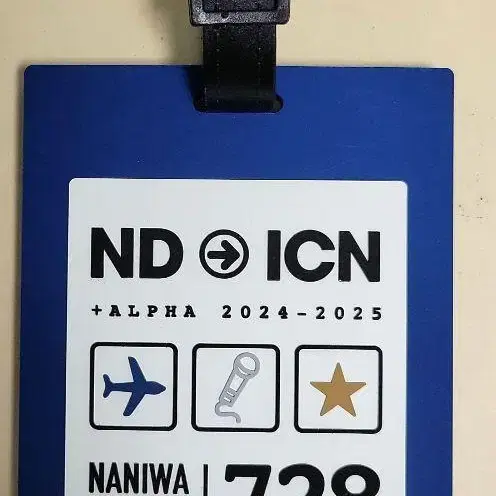 ND → ICN
+ALPHA 2024-2025
NANIWA | 728